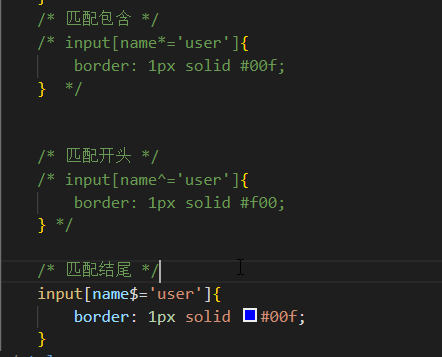 /* 匹配包含 */
/* input[name*='user']{
border: 1px solid #00f;
} */
/* 匹配开头 */
/* input[name^='user']{
border: 1px solid #f00;
} */
/* 匹配结尾 */
input[name$='user']{
border: 1px solid #00f;
}